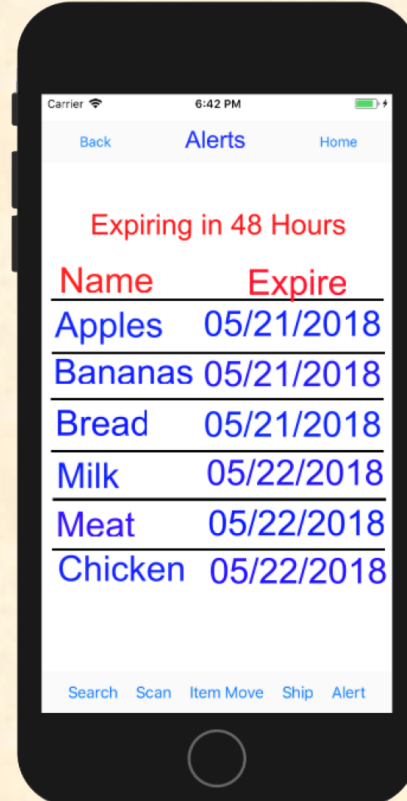 Carrier 6:42 PM
Back Alerts Home
Expiring in 48 Hours
Name Expire
Apples 05/21/2018
Bananas 05/21/2018
Bread 05/21/2018
Milk 05/22/2018
Meat 05/22/2018
Chicken 05/22/2018
Search Scan Item Move Ship Alert